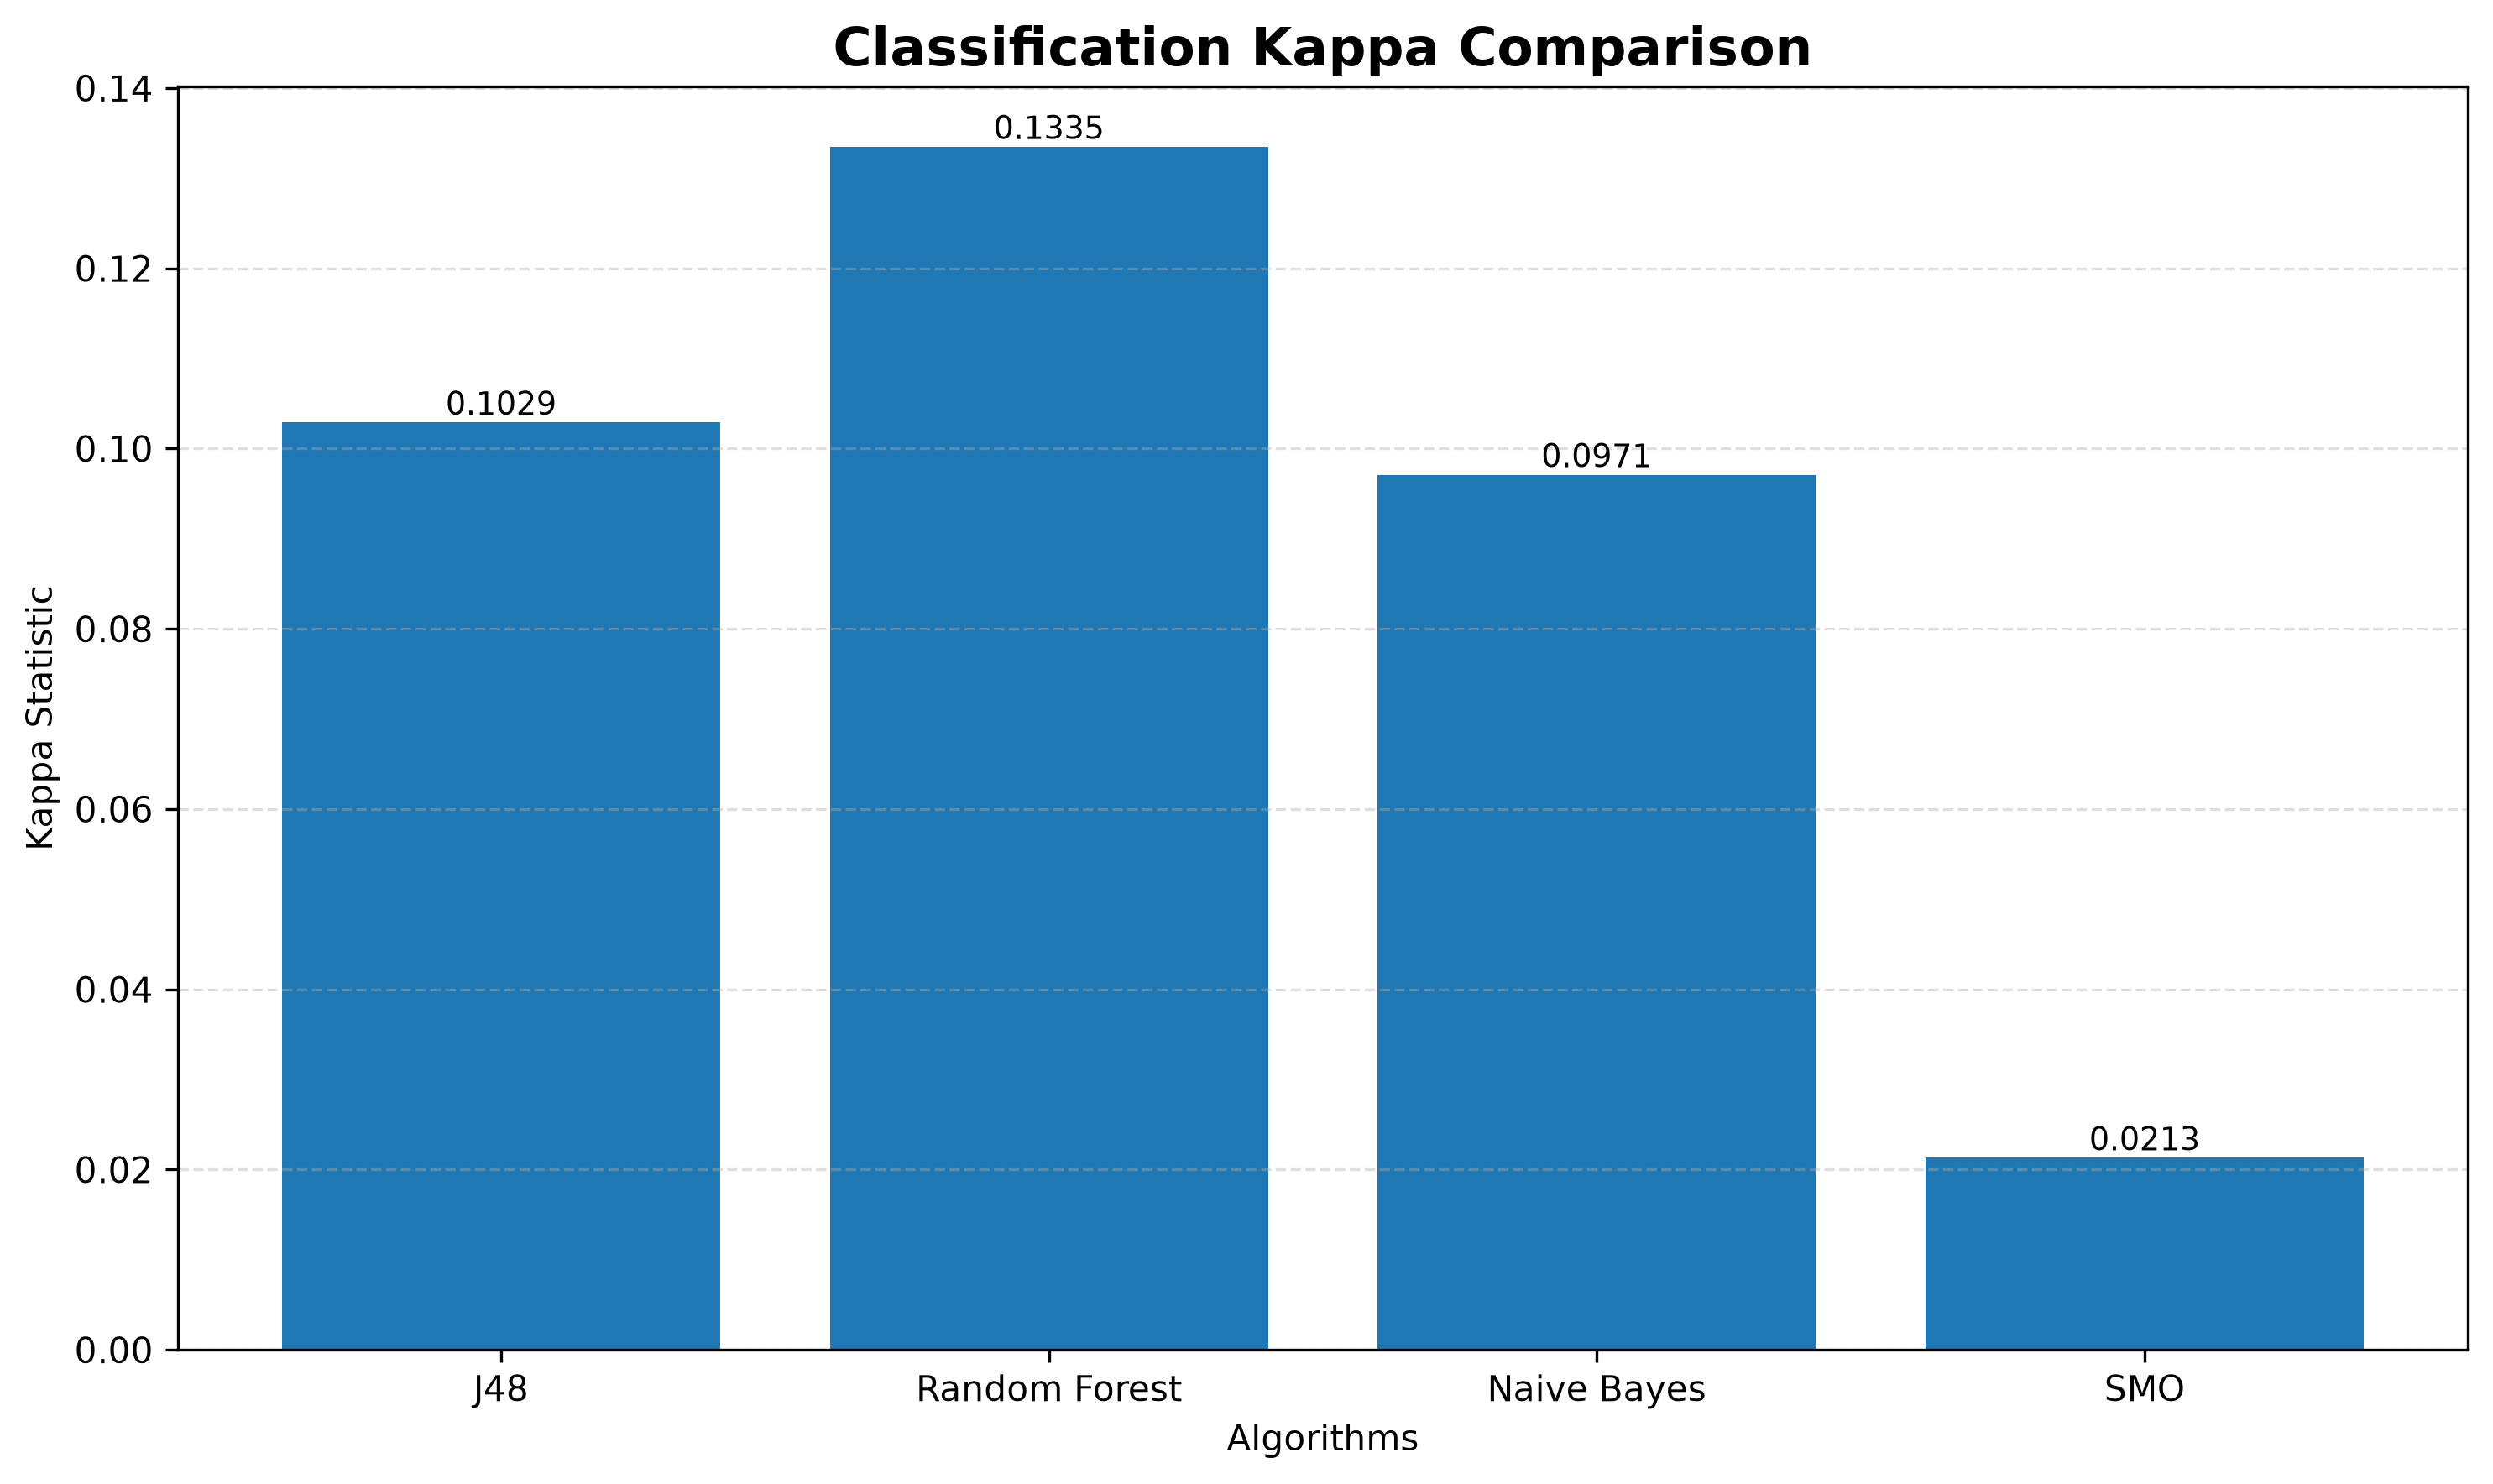 Classification Kappa Comparison
0.14
0.12
0.10
0.08
0.06
0.04
0.02
0.00
Kappa Statistic
0.1029
0.1335
0.0971
0.0213
J48
Random Forest
Naive Bayes
SMO
Algorithms